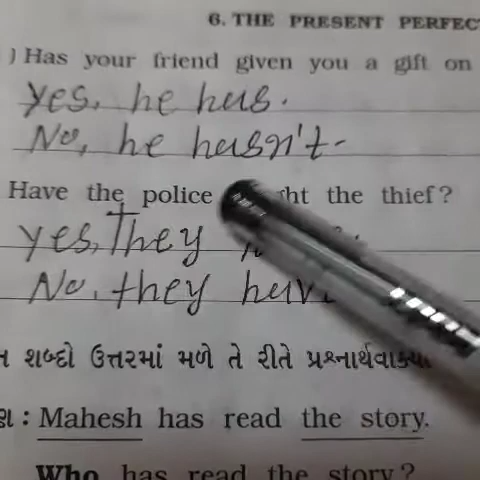 6. THE PRESENT PERFEC
) Has your friend given you a gift on
Yes, he has.
No, he hasn't.
Have the police the thief?
yes, They
No, they
શબ્દો ઉત્તરમાં મળે તે રીતે પ્રશ્નાર્થવાક્યા
: Mahesh has read the story.
Who has read the story?